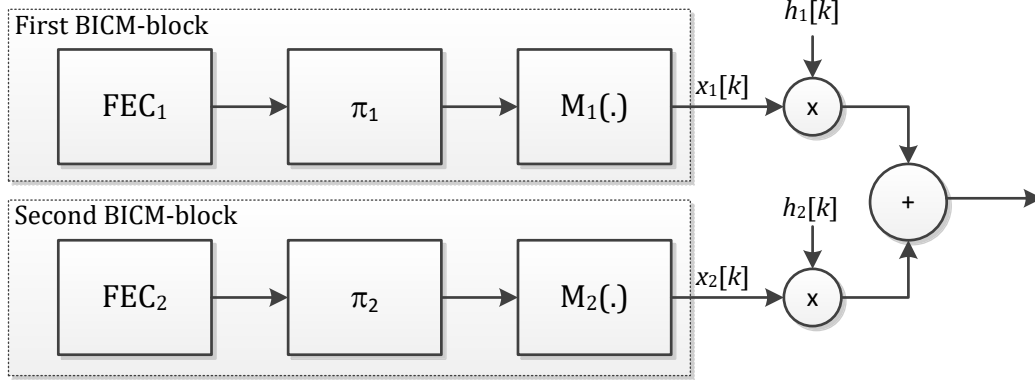 First BICM-block
FEC₁
π₁
M₁(.)
x₁[k]
h₁[k]
x
+
Second BICM-block
FEC₂
π₂
M₂(.)
x₂[k]
h₂[k]
x